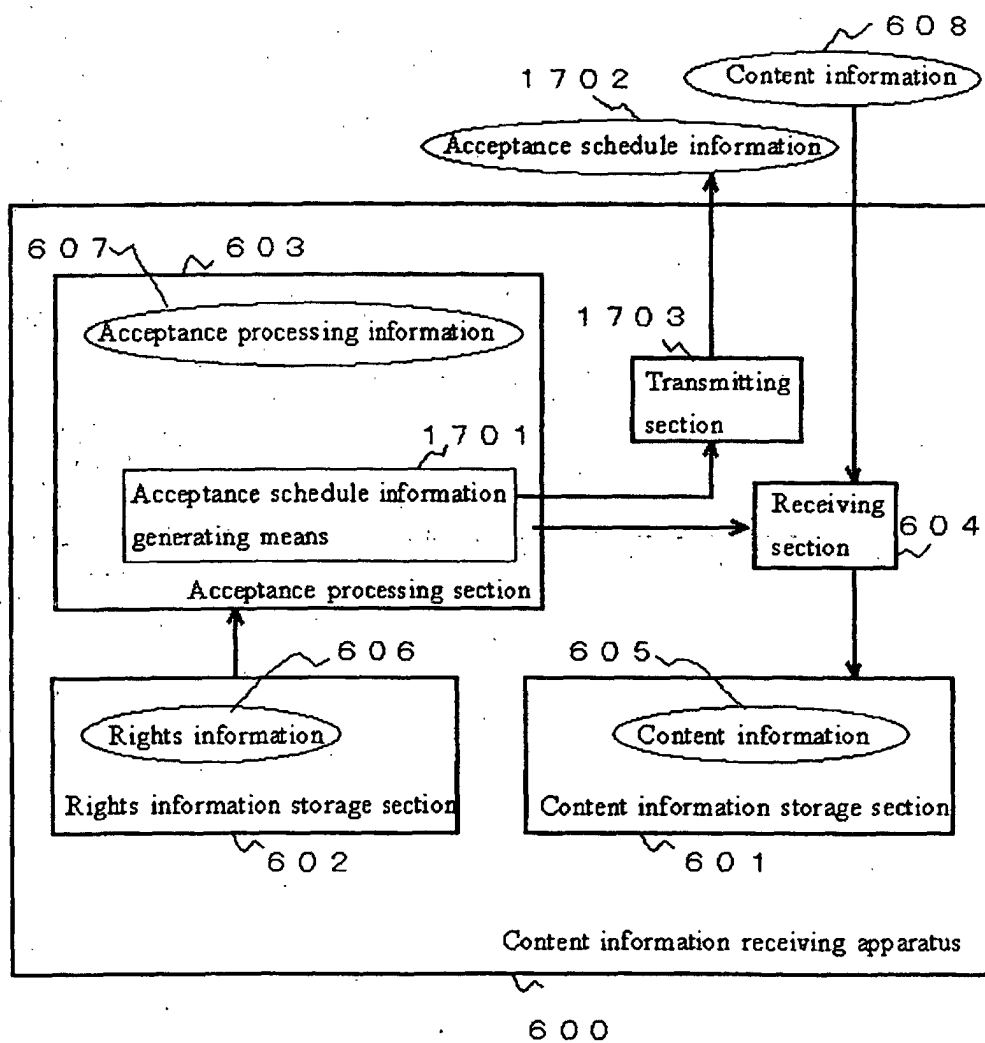 608
Content information
1702
Acceptance schedule information
607
603
Acceptance processing information
1703
Transmitting
section
1701
Acceptance schedule information
generating means
Receiving
section
604
Acceptance processing section
606
605
Rights information
Content information
Rights information storage section
Content information storage section
602
601
Content information receiving apparatus
600